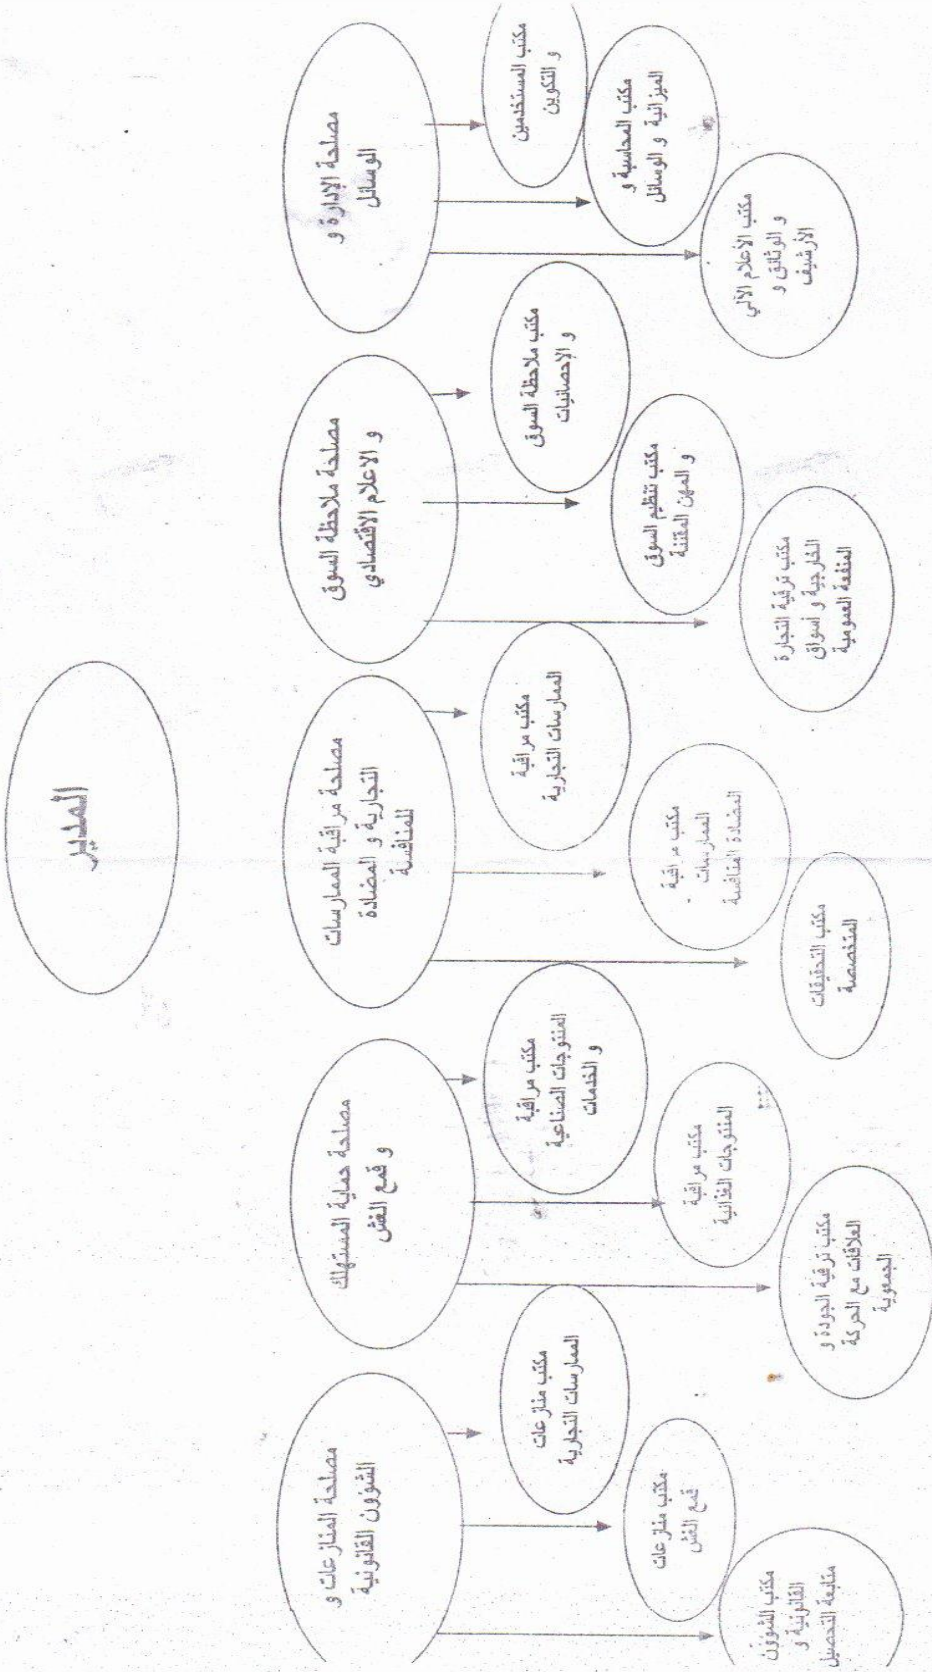 المدير
مصلحة الإدارة و
الوسائل
مكتب المستخدمين
و التكوين
مكتب المحاسبة و
الميزانية و الوسائل
مكتب الأعلام الآلي
و الوثائق و
الأرشيف
مصلحة ملاحظة السوق
و الاعلام الاقتصادي
مكتب ملاحظة السوق
و الإحصائيات
مكتب تنظيم السوق
و المهن المقننة
مكتب ترقية التجارة
الخارجية و أسواق
المنفعة العمومية
مصلحة مراقبة الممارسات
التجارية و المضادة
للمنافسة
مكتب مراقبة
الممارسات التجارية
مكتب مراقبة
الممارسات
المضادة المنافسة
مكتب التحقيقات
المتخصصة
مصلحة حماية المستهلك
و قمع الغش
مكتب مراقبة
المنتوجات الصناعية
و الخدمات
مكتب مراقبة
المنتوجات الغذائية
مكتب ترقية الجودة و
العلاقات مع الحركة
الجمعوية
مصلحة المنازعات و
الشؤون القانونية
مكتب منازعات
الممارسات التجارية
مكتب منازعات
قمع الغش
مكتب الشؤون
القانونية و
متابعة التحصيل